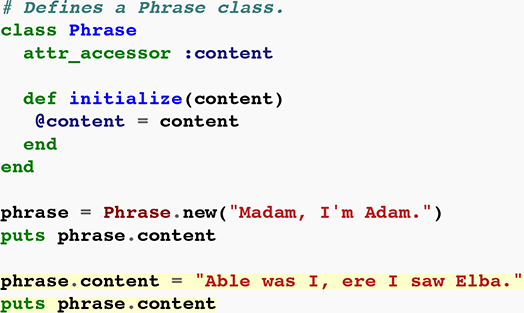 # Defines a Phrase class.
class Phrase
  attr_accessor :content

  def initialize(content)
   @content = content
  end
end

phrase = Phrase.new("Madam, I'm Adam.")
puts phrase.content

phrase.content = "Able was I, ere I saw Elba."
puts phrase.content